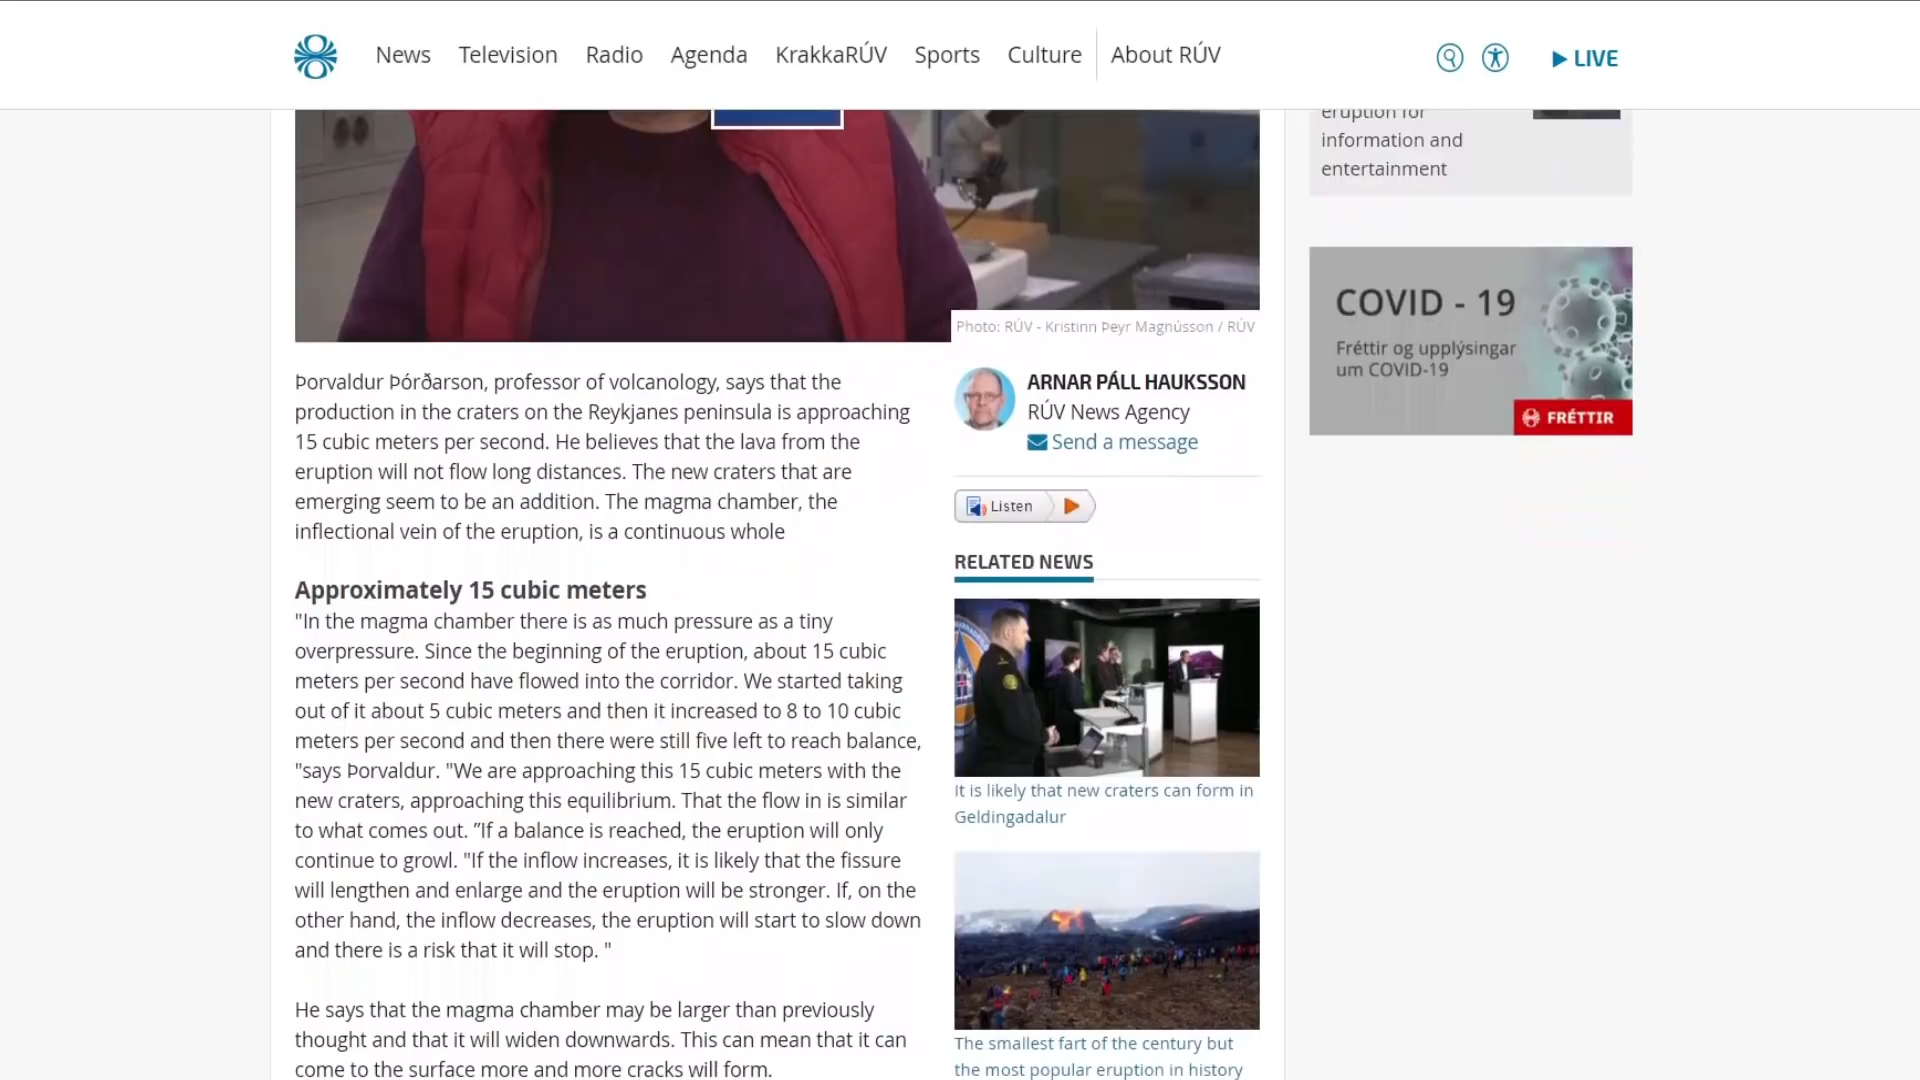 News Television Radio Agenda KrakkaRÚV Sports Culture About RÚV LIVE
eruption for
information and
entertainment
COVID - 19
Fréttir og upplýsingar
um COVID-19
FRÉTTIR
Photo: RÚV - Kristinn Þeyr Magnússon / RÚV
Þorvaldur Þórðarson, professor of volcanology, says that the
production in the craters on the Reykjanes peninsula is approaching
15 cubic meters per second. He believes that the lava from the
eruption will not flow long distances. The new craters that are
emerging seem to be an addition. The magma chamber, the
inflectional vein of the eruption, is a continuous whole
Approximately 15 cubic meters
"In the magma chamber there is as much pressure as a tiny
overpressure. Since the beginning of the eruption, about 15 cubic
meters per second have flowed into the corridor. We started taking
out of it about 5 cubic meters and then it increased to 8 to 10 cubic
meters per second and then there were still five left to reach balance,
"says Þorvaldur. "We are approaching this 15 cubic meters with the
new craters, approaching this equilibrium. That the flow in is similar
to what comes out. ”If a balance is reached, the eruption will only
continue to growl. "If the inflow increases, it is likely that the fissure
will lengthen and enlarge and the eruption will be stronger. If, on the
other hand, the inflow decreases, the eruption will start to slow down
and there is a risk that it will stop. "
He says that the magma chamber may be larger than previously
thought and that it will widen downwards. This can mean that it can
come to the surface more and more cracks will form.
ARNAR PÁLL HAUKSSON
RÚV News Agency
Send a message
Listen
RELATED NEWS
It is likely that new craters can form in
Geldingadalur
The smallest fart of the century but
the most popular eruption in history